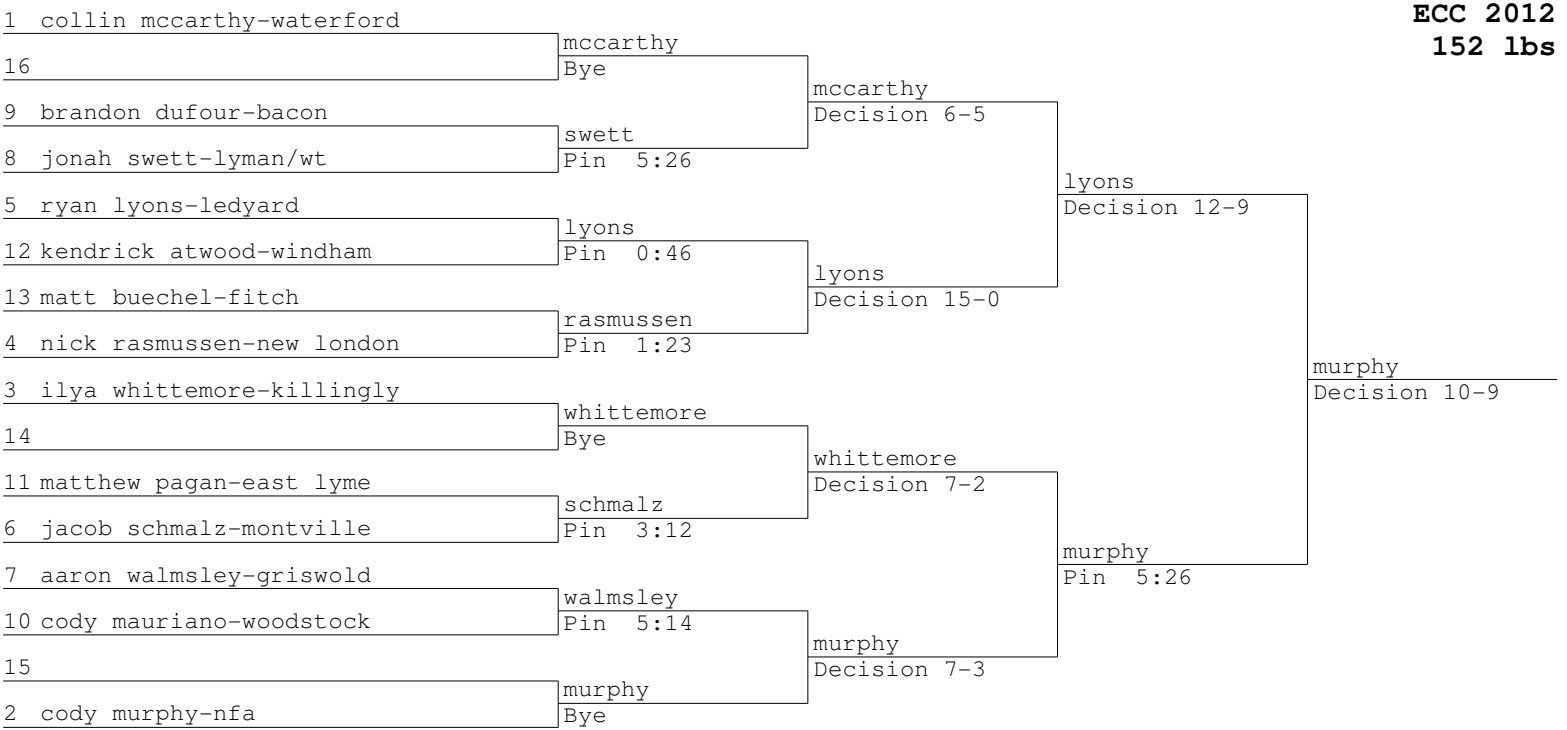 ECC 2012
152 lbs
1 collin mccarthy-waterford
16
9 brandon dufour-bacon
8 jonah swett-lyman/wt
5 ryan lyons-ledyard
12 kendrick atwood-windham
13 matt buechel-fitch
4 nick rasmussen-new london
3 ilya whittemore-killingly
14
11 matthew pagan-east lyme
6 jacob schmalz-montville
7 aaron walmsley-griswold
10 cody mauriano-woodstock
15
2 cody murphy-nfa
mccarthy
Bye
swett
Pin 5:26
lyons
Pin 0:46
rasmussen
Pin 1:23
whittemore
Bye
schmalz
Pin 3:12
walmsley
Pin 5:14
murphy
Bye
mccarthy
Decision 6-5
lyons
Decision 15-0
whittemore
Decision 7-2
murphy
Decision 7-3
lyons
Decision 12-9
murphy
Pin 5:26
murphy
Decision 10-9